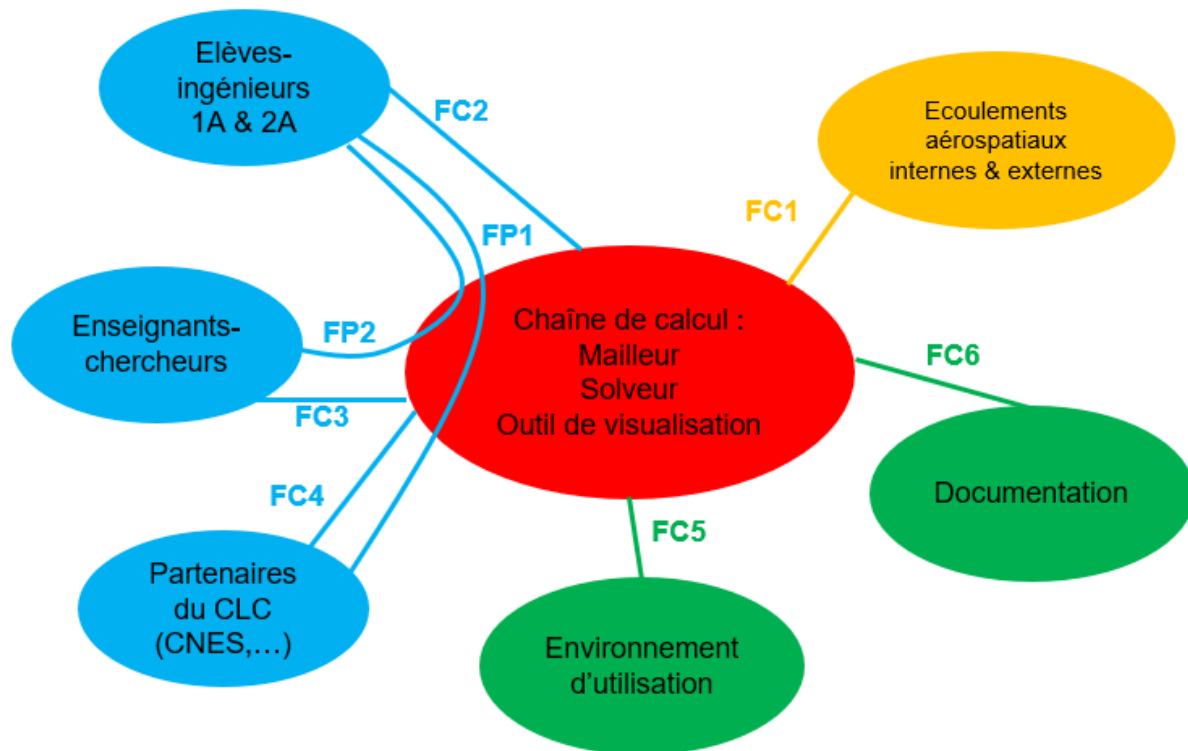 Elèves-
ingénieurs
1A & 2A
FC2
Ecoulements
aérospatiaux
internes & externes
FC1
FP1
Enseignants-
chercheurs
FP2
FC3
Chaîne de calcul :
Mailleur
Solveur
Outil de visualisation
FC6
Documentation
FC4
FC5
Partenaires
du CLC
(CNES,…)
Environnement
d’utilisation